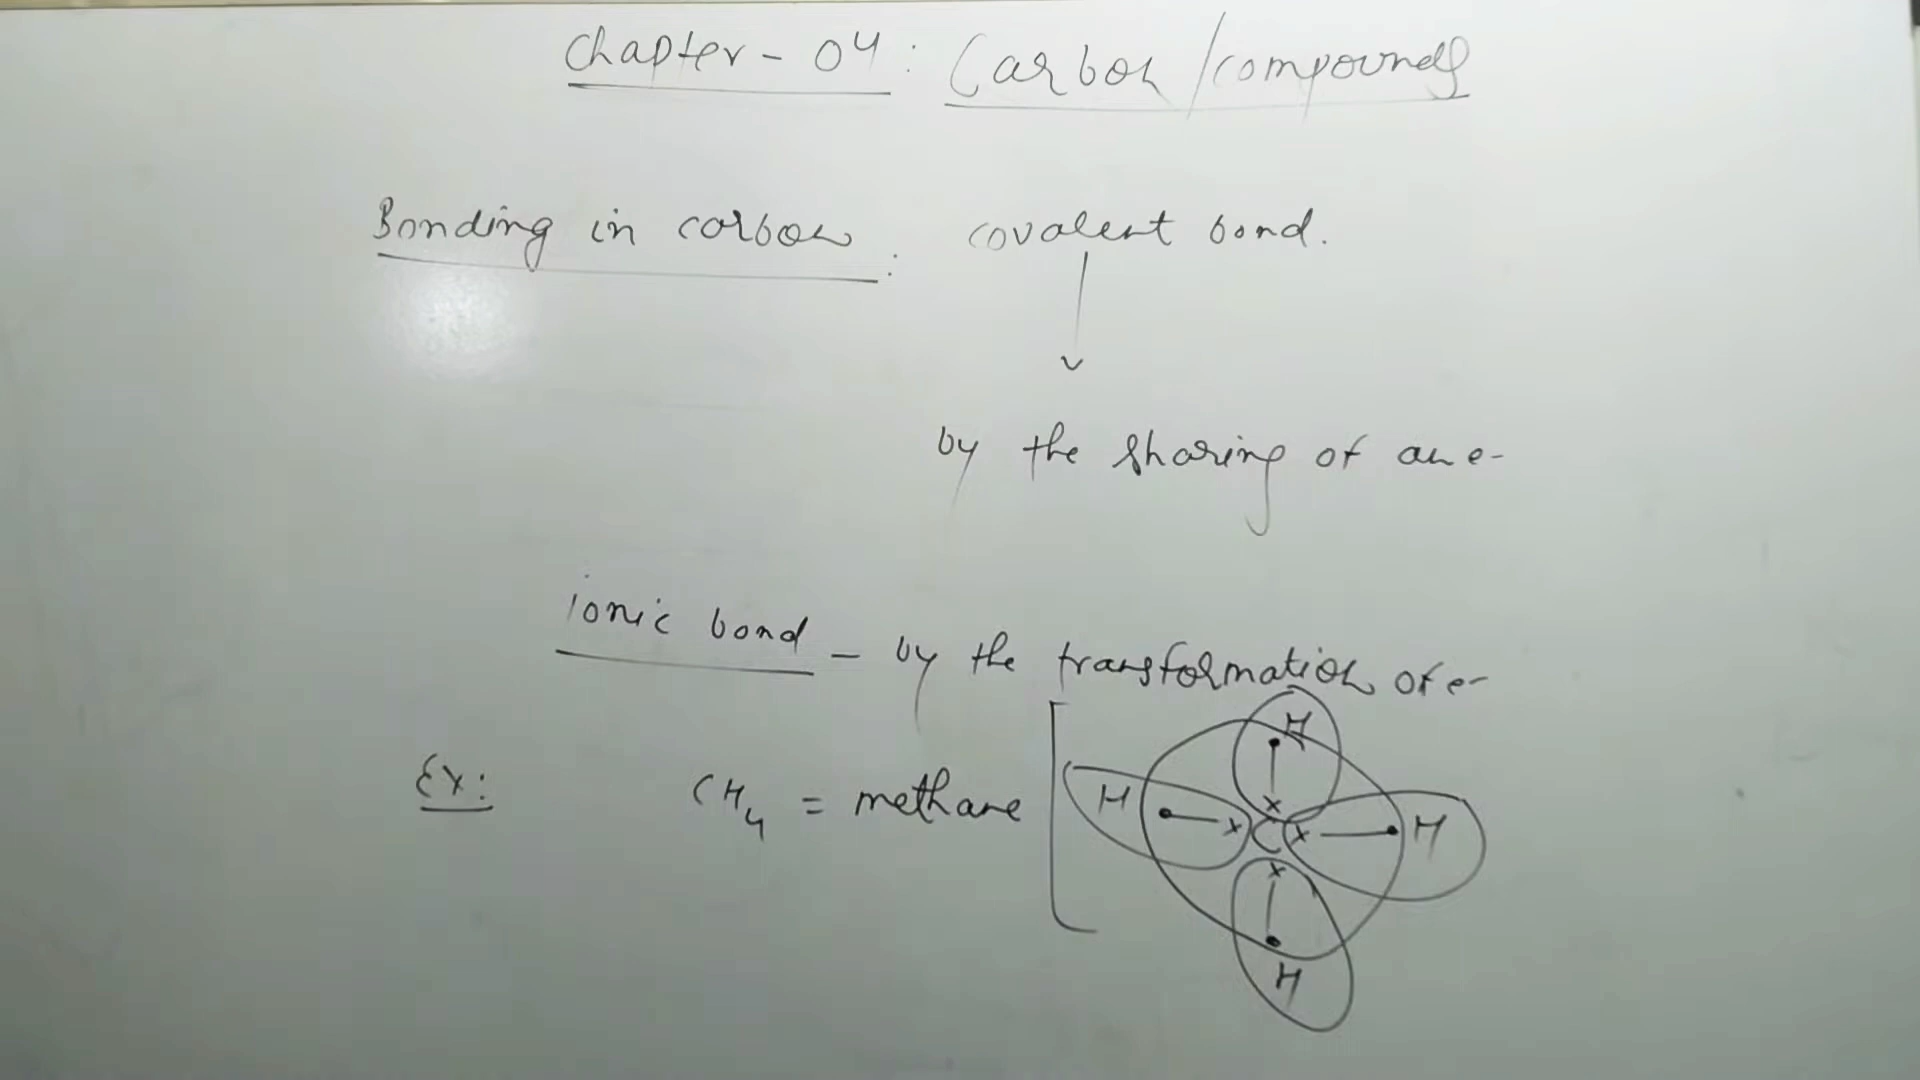 Chapter - 04 : Carbon / compounds
Bonding in carbon : covalent bond.
by the sharing of an e-
ionic bond - by the transformation of e-
Ex: CH4 = methane
H
H x x C x H
x
H